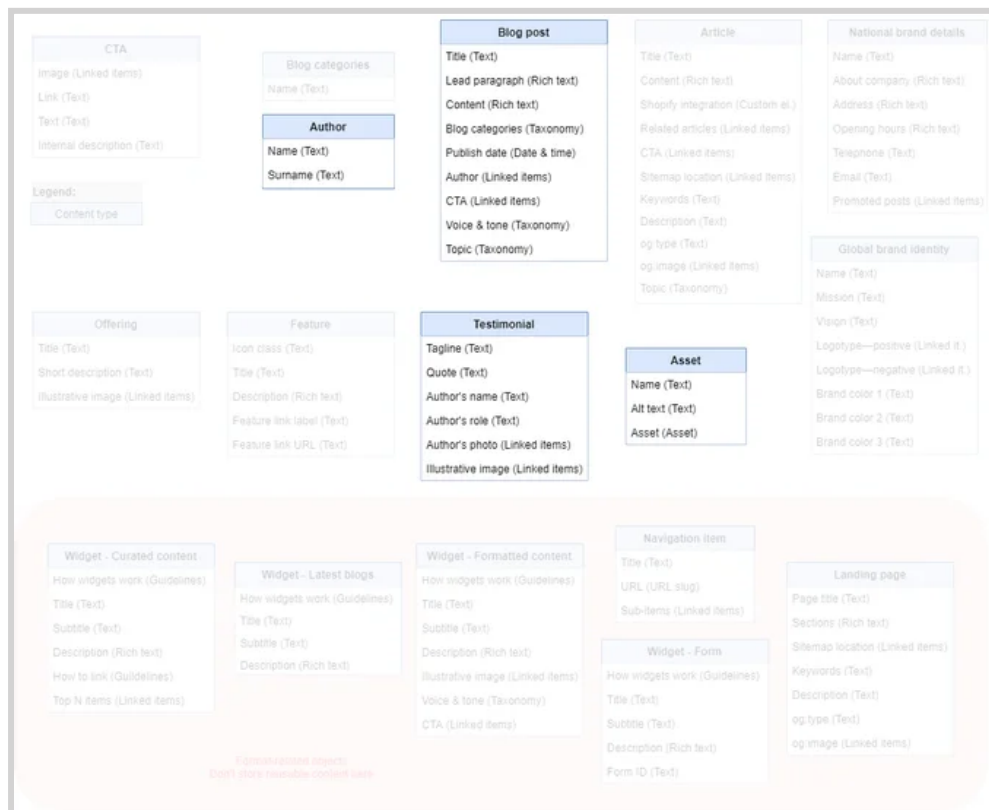 CTA
Image (Linked items)
Link (Text)
Text (Text)
Internal description (Text)
Legend:
Content type
Blog categories
Name (Text)
Author
Name (Text)
Surname (Text)
Blog post
Title (Text)
Lead paragraph (Rich text)
Content (Rich text)
Blog categories (Taxonomy)
Publish date (Date & time)
Author (Linked items)
CTA (Linked items)
Voice & tone (Taxonomy)
Topic (Taxonomy)
Article
Title (Text)
Content (Rich text)
Shopify integration (Custom el.)
Related articles (Linked items)
CTA (Linked items)
Sitemap location (Linked items)
Keywords (Text)
Description (Text)
og:type (Text)
og:image (Linked items)
Topic (Taxonomy)
National brand details
Name (Text)
About company (Rich text)
Address (Rich text)
Opening hours (Rich text)
Telephone (Text)
Email (Text)
Promoted posts (Linked items)
Global brand identity
Name (Text)
Mission (Text)
Vision (Text)
Logotype—positive (Linked it.)
Logotype—negative (Linked it.)
Brand color 1 (Text)
Brand color 2 (Text)
Brand color 3 (Text)
Offering
Title (Text)
Short description (Text)
Illustrative image (Linked items)
Feature
Icon class (Text)
Title (Text)
Description (Rich text)
Feature link label (Text)
Feature link URL (Text)
Testimonial
Tagline (Text)
Quote (Text)
Author's name (Text)
Author's role (Text)
Author's photo (Linked items)
Illustrative image (Linked items)
Asset
Name (Text)
Alt text (Text)
Asset (Asset)
Widget - Curated content
How widgets work (Guidelines)
Title (Text)
Subtitle (Text)
Description (Rich text)
How to link (Guidelines)
Top N items (Linked items)
Widget - Latest blogs
How widgets work (Guidelines)
Title (Text)
Subtitle (Text)
Description (Rich text)
Widget - Formatted content
How widgets work (Guidelines)
Title (Text)
Subtitle (Text)
Description (Rich text)
Illustrative image (Linked items)
Voice & tone (Taxonomy)
CTA (Linked items)
Navigation item
Title (Text)
URL (URL slug)
Sub-items (Linked items)
Widget - Form
How widgets work (Guidelines)
Title (Text)
Subtitle (Text)
Description (Rich text)
Form ID (Text)
Landing page
Page title (Text)
Sections (Rich text)
Sitemap location (Linked items)
Keywords (Text)
Description (Text)
og:type (Text)
og:image (Linked items)
Don't store reusable content here